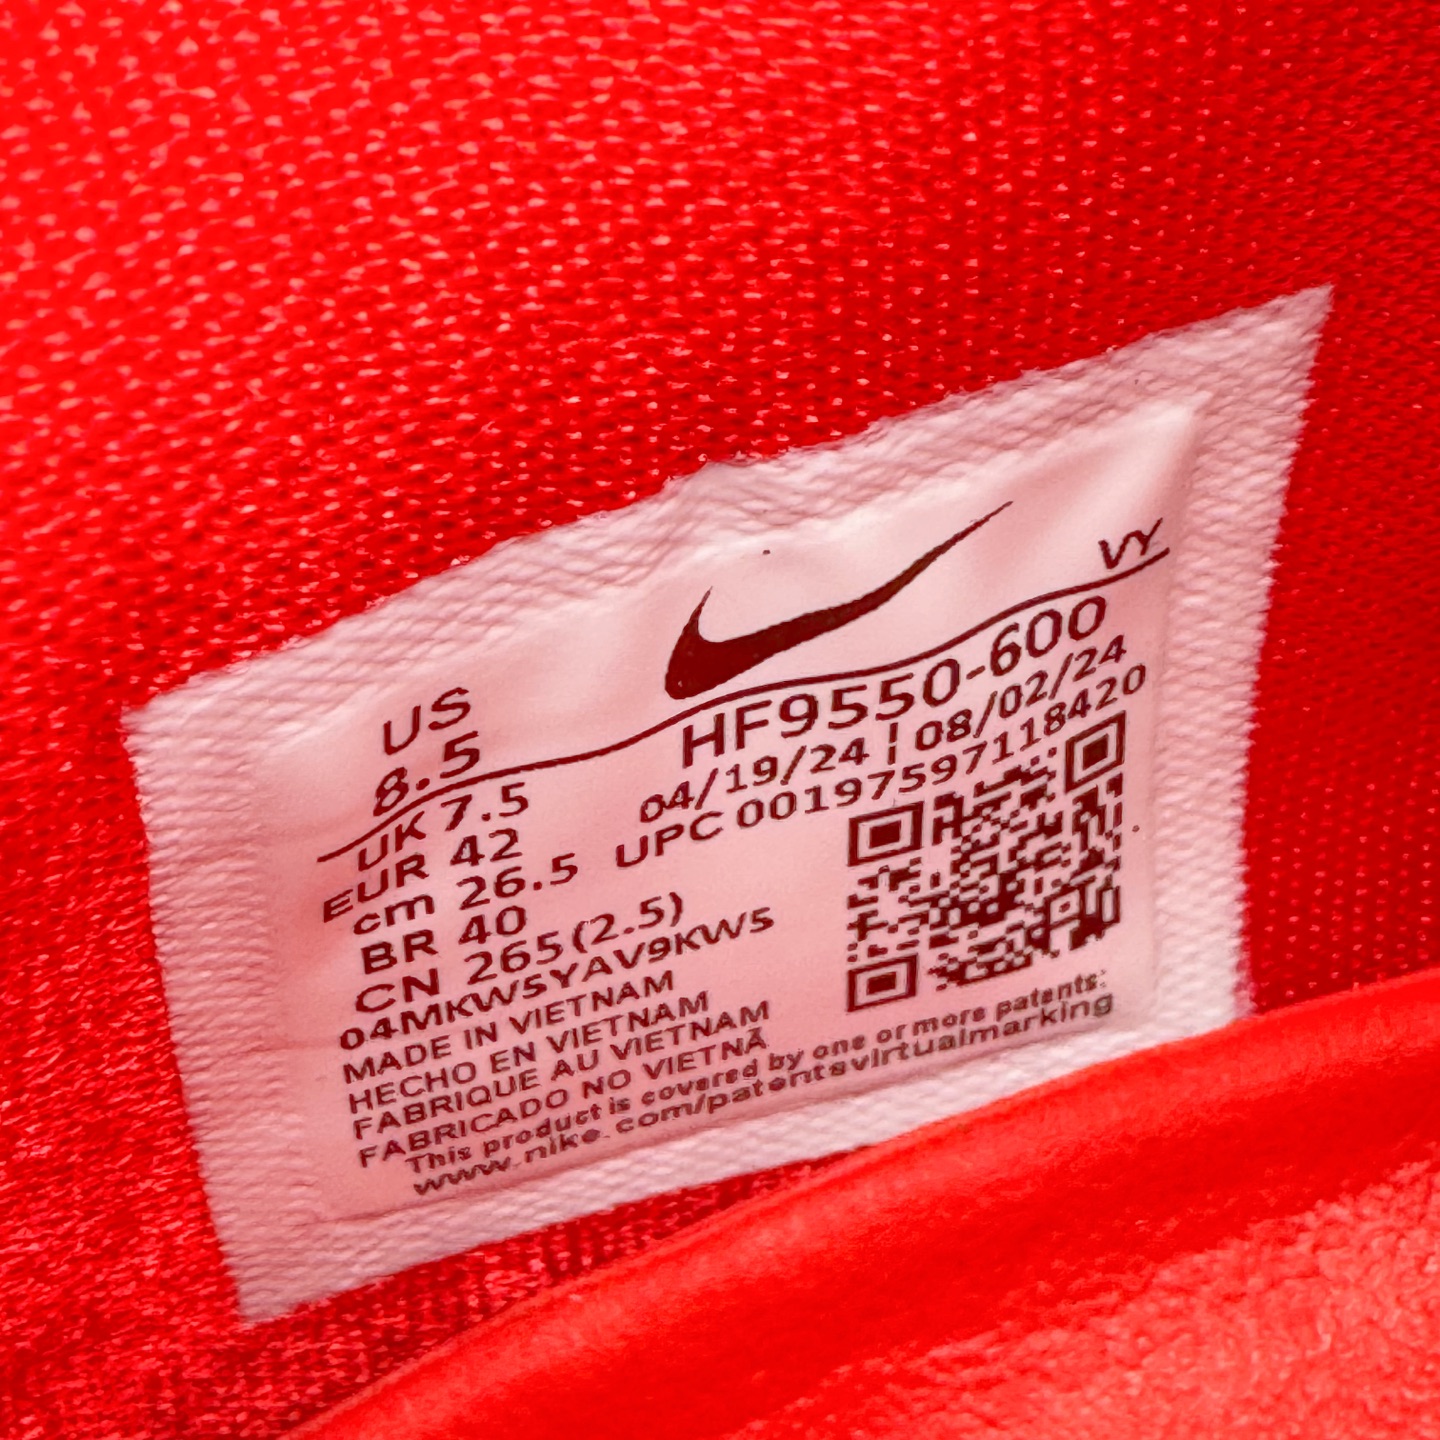 VY
US
8.5
UK 7.5
EUR 42
cm 26.5
BR 40
CN 265(2.5)
HF9550-600
04/19/24 ¦ 08/02/24
UPC 00197597118420
04MKW5YAV9KW5
MADE IN VIETNAM
HECHO EN VIETNAM
FABRIQUE AU VIETNAM
FABRICADO NO VIETNÃ
This product is covered by one or more patents:
www.nike.com/patentsvirtualmarking